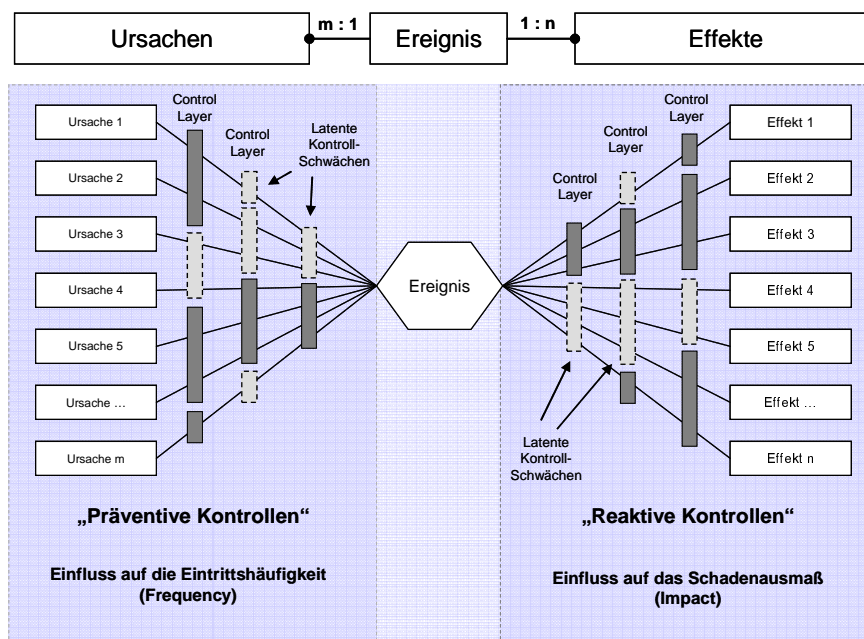 Ursachen
m : 1
Ereignis
1 : n
Effekte
Ursache 1
Ursache 2
Ursache 3
Ursache 4
Ursache 5
Ursache ...
Ursache m
Control
Layer
Control
Layer
Latente
Kontroll-
Schwächen
Ereignis
Control
Layer
Control
Layer
Control
Layer
Effekt 1
Effekt 2
Effekt 3
Effekt 4
Effekt 5
Effekt ...
Effekt n
Latente
Kontroll-
Schwächen
„Präventive Kontrollen“
Einfluss auf die Eintrittshäufigkeit
(Frequency)
„Reaktive Kontrollen“
Einfluss auf das Schadenausmaß
(Impact)